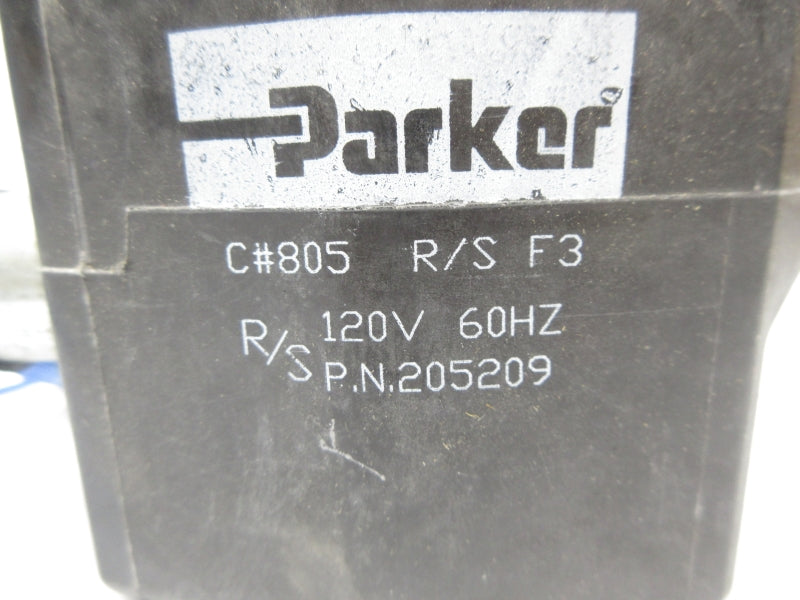 Parker
C#805 R/S F3
120V 60HZ
R/S P.N.205209